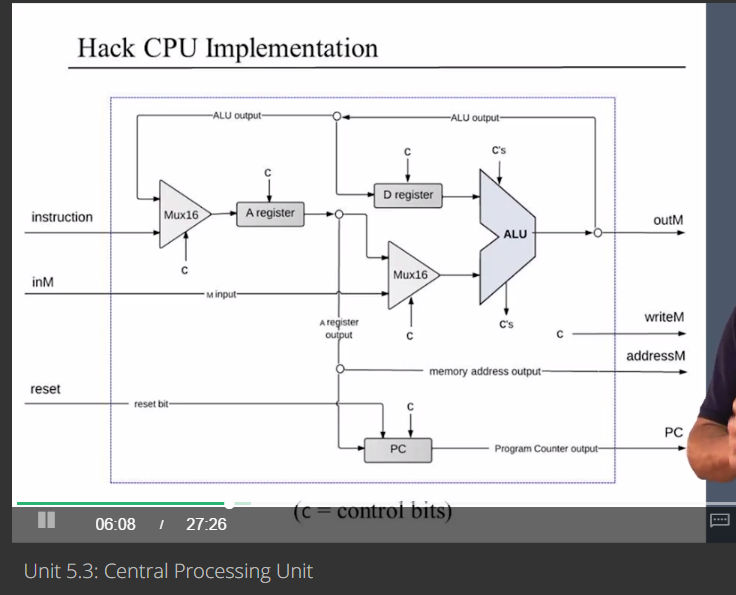 Hack CPU Implementation
ALU output
ALU output
C
C's
C
D register
instruction
Mux16
A register
outM
ALU
C
Mux16
inM
M input
writeM
A register
output
C
C's
C
addressM
memory address output
reset
reset bit
C
PC
PC
Program Counter output
(c = control bits)
06:08 / 27:26
Unit 5.3: Central Processing Unit